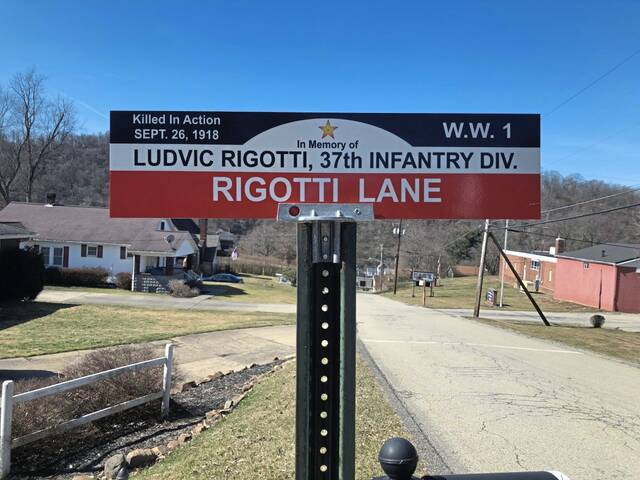 Killed In Action
SEPT. 26, 1918
W.W. 1
In Memory of
LUDVIC RIGOTTI, 37th INFANTRY DIV.
RIGOTTI LANE